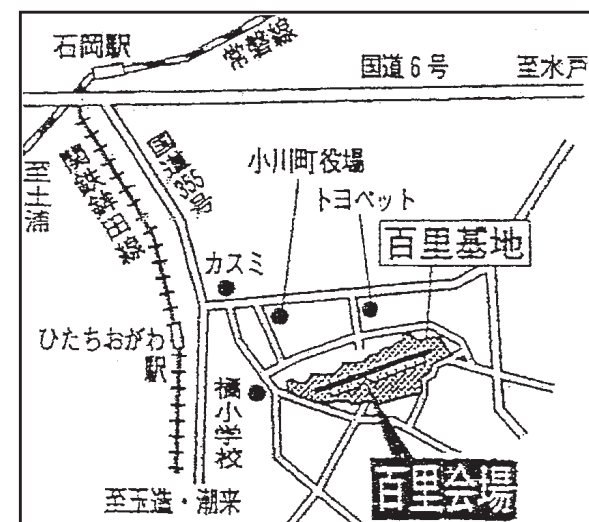 石岡駅
常磐線
国道6号
至水戸
至土浦
関鉄鉾田線
国道355号
小川町役場
トヨペット
百里基地
カスミ
ひたちおがわ
駅
橘小学校
百里会場
至玉造・潮来